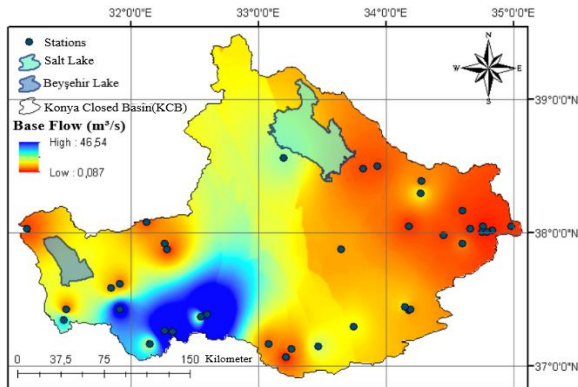 32°0'0"E 33°0'0"E 34°0'0"E 35°0'0"E
Stations
Salt Lake
Beyşehir Lake
Konya Closed Basin(KCB)
Base Flow (m³/s)
High : 46,54
Low : 0,087
N
W E
S
39°0'0"N
38°0'0"N
37°0'0"N
0 37,5 75 150 Kilometer